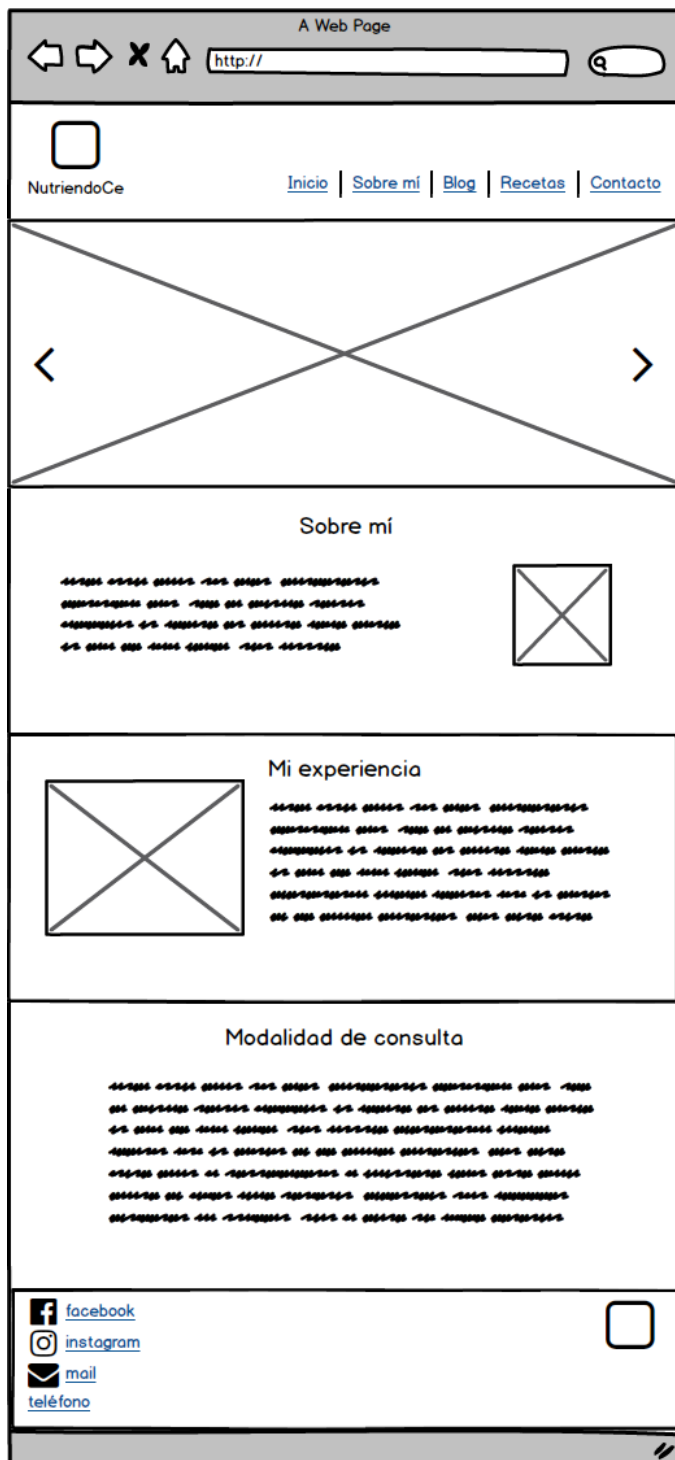 A Web Page
http://
NutriendoCe
Inicio | Sobre mí | Blog | Recetas | Contacto
Sobre mí
Mi experiencia
Modalidad de consulta
facebook
instagram
mail
teléfono